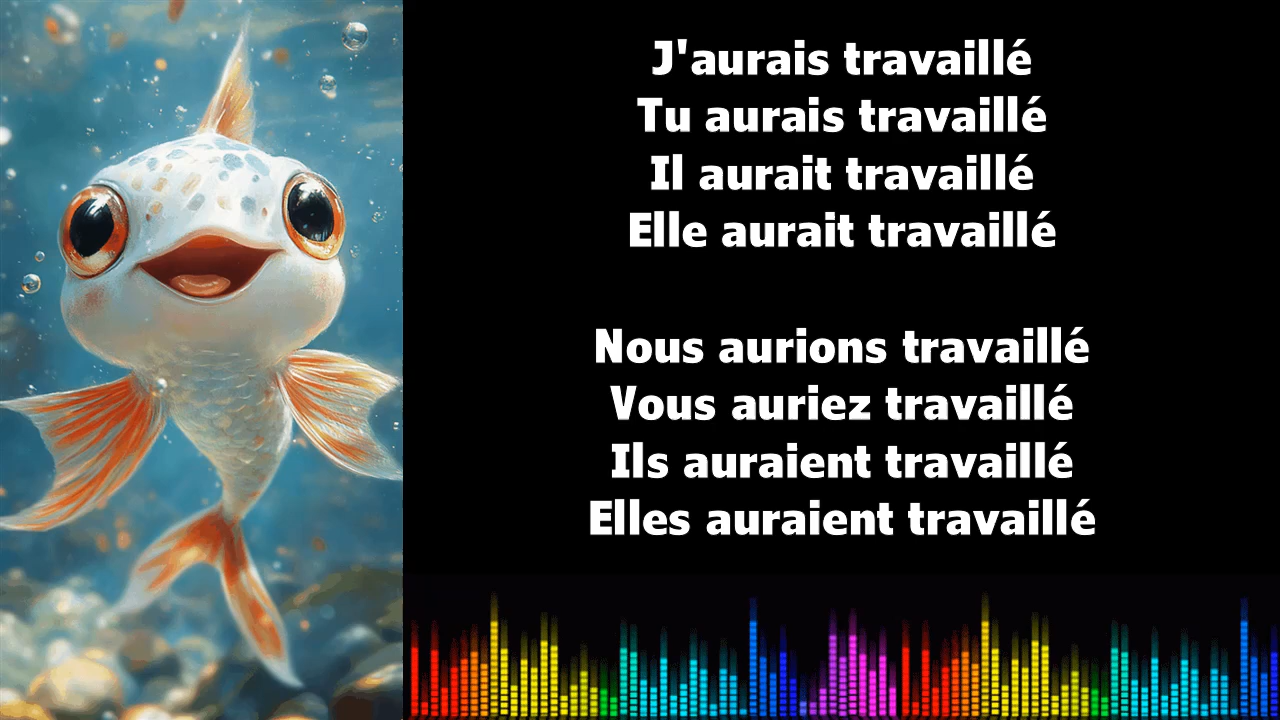 J'aurais travaillé
Tu aurais travaillé
Il aurait travaillé
Elle aurait travaillé
Nous aurions travaillé
Vous auriez travaillé
Ils auraient travaillé
Elles auraient travaillé